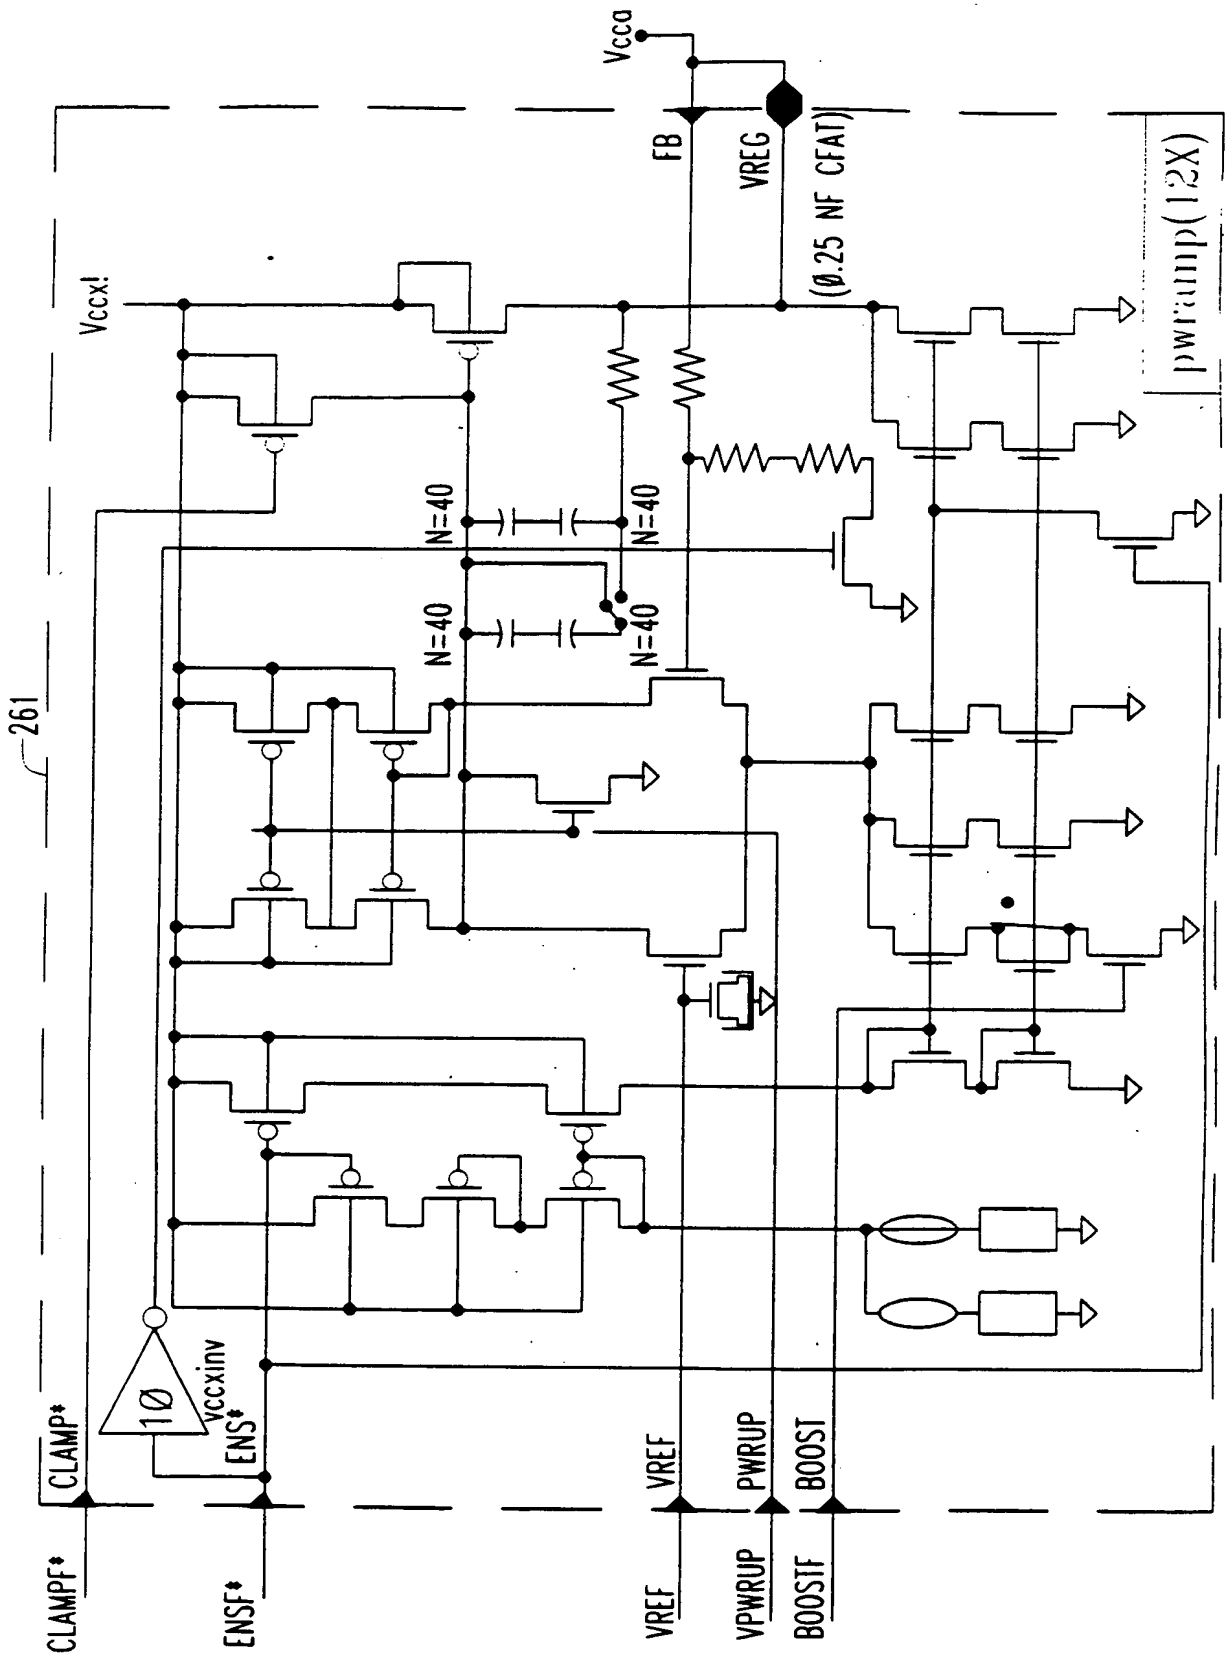 261
CLAMPF*
CLAMP*
Vccx!
Vcca
ENSF*
ENS*
10
vccxinv
N=40
N=40
N=40
N=40
FB
VREG
(0.25 NF CFAT)
VREF
VREF
VPWRUP
PWRUP
BOOSTF
BOOST
pwramp(12X)